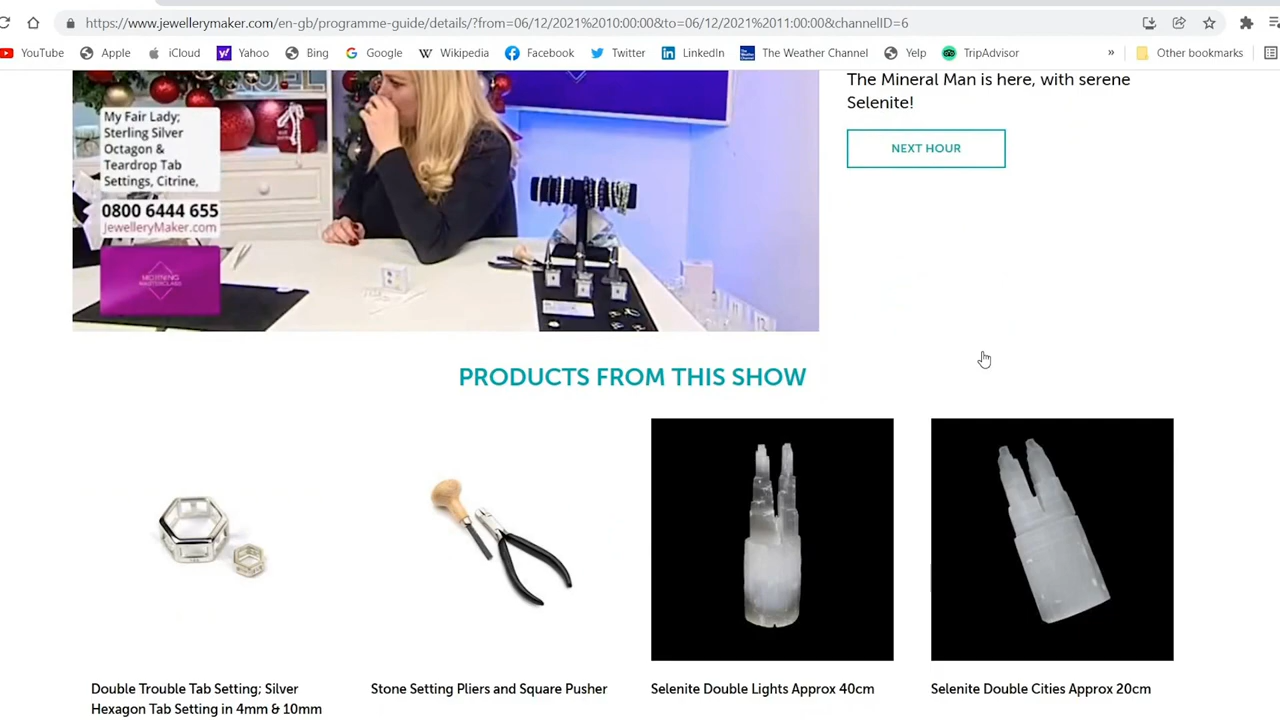 https://www.jewellerymaker.com/en-gb/programme-guide/details/?from=06/12/2021%2010:00:00&to=06/12/2021%2011:00:00&channelID=6
YouTube Apple iCloud Yahoo Bing Google Wikipedia Facebook Twitter LinkedIn The Weather Channel Yelp TripAdvisor » Other bookmarks
The Mineral Man is here, with serene
Selenite!
NEXT HOUR
My Fair Lady;
Sterling Silver
Octagon &
Teardrop Tab
Settings, Citrine,
0800 6444 655
JewelleryMaker.com
MORNING
MASTERCLASS
PRODUCTS FROM THIS SHOW
Double Trouble Tab Setting; Silver
Hexagon Tab Setting in 4mm & 10mm
Stone Setting Pliers and Square Pusher
Selenite Double Lights Approx 40cm
Selenite Double Cities Approx 20cm